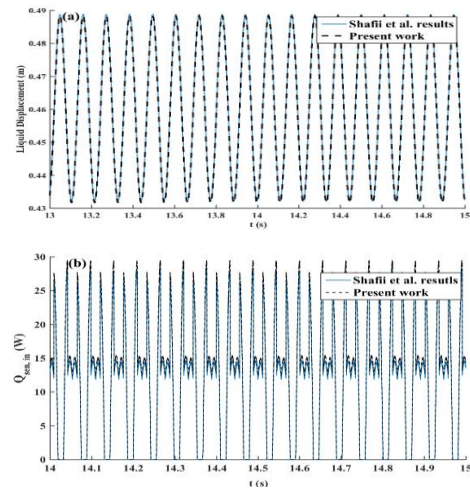 (a)
Shafii et al. results
Present work
Liquid Displacement (m)
0.49
0.48
0.47
0.46
0.45
0.44
0.43
13 13.2 13.4 13.6 13.8 14 14.2 14.4 14.6 14.8 15
t (s)
(b)
Shafii et al. resutls
Present work
Q_sen, in (W)
30
25
20
15
10
5
0
14 14.1 14.2 14.3 14.4 14.5 14.6 14.7 14.8 14.9 15
t (s)